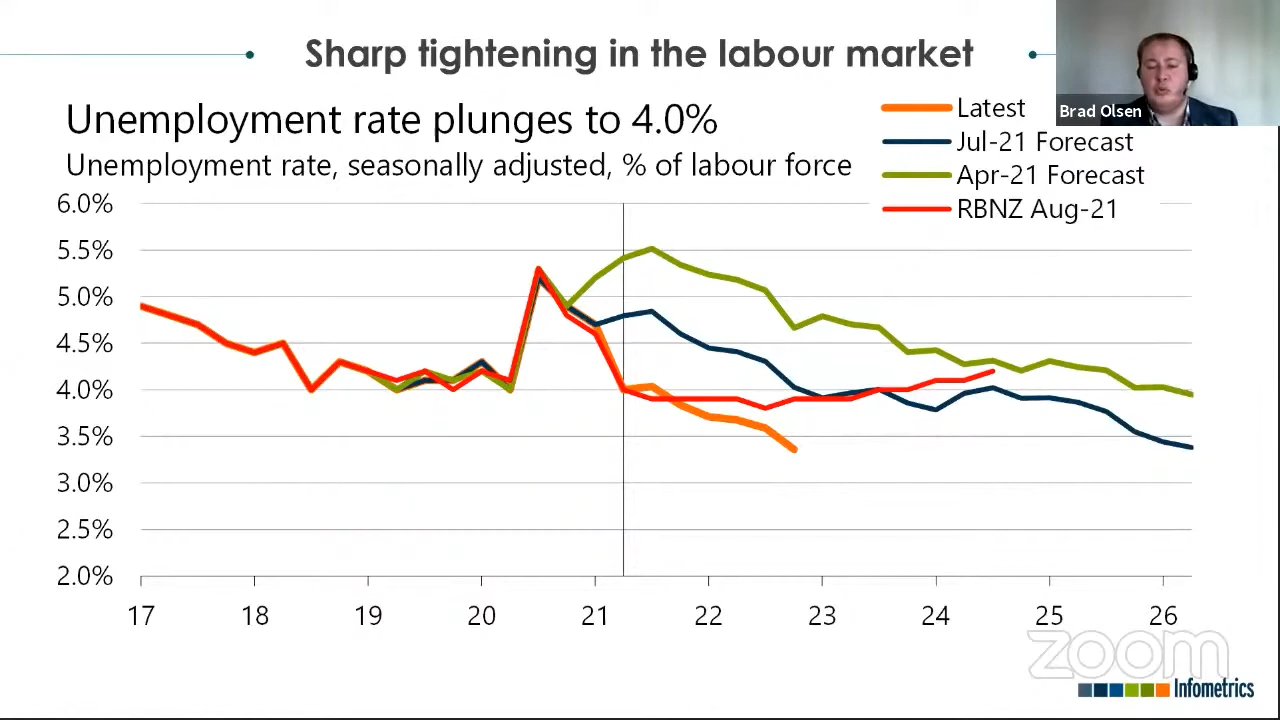 Sharp tightening in the labour market
Brad Olsen
Unemployment rate plunges to 4.0%
Unemployment rate, seasonally adjusted, % of labour force
Latest
Jul-21 Forecast
Apr-21 Forecast
RBNZ Aug-21
6.0%
5.5%
5.0%
4.5%
4.0%
3.5%
3.0%
2.5%
2.0%
17 18 19 20 21 22 23 24 25 26
zoom
Infometrics